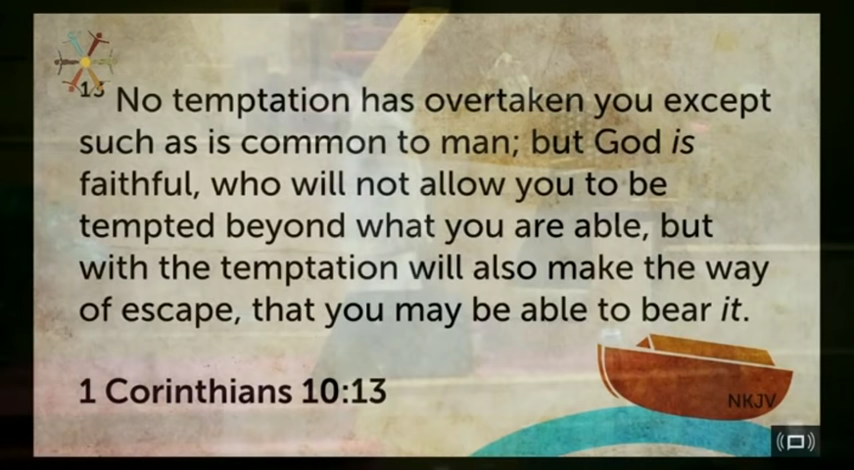 13 No temptation has overtaken you except
such as is common to man; but God is
faithful, who will not allow you to be
tempted beyond what you are able, but
with the temptation will also make the way
of escape, that you may be able to bear it.
1 Corinthians 10:13
NKJV